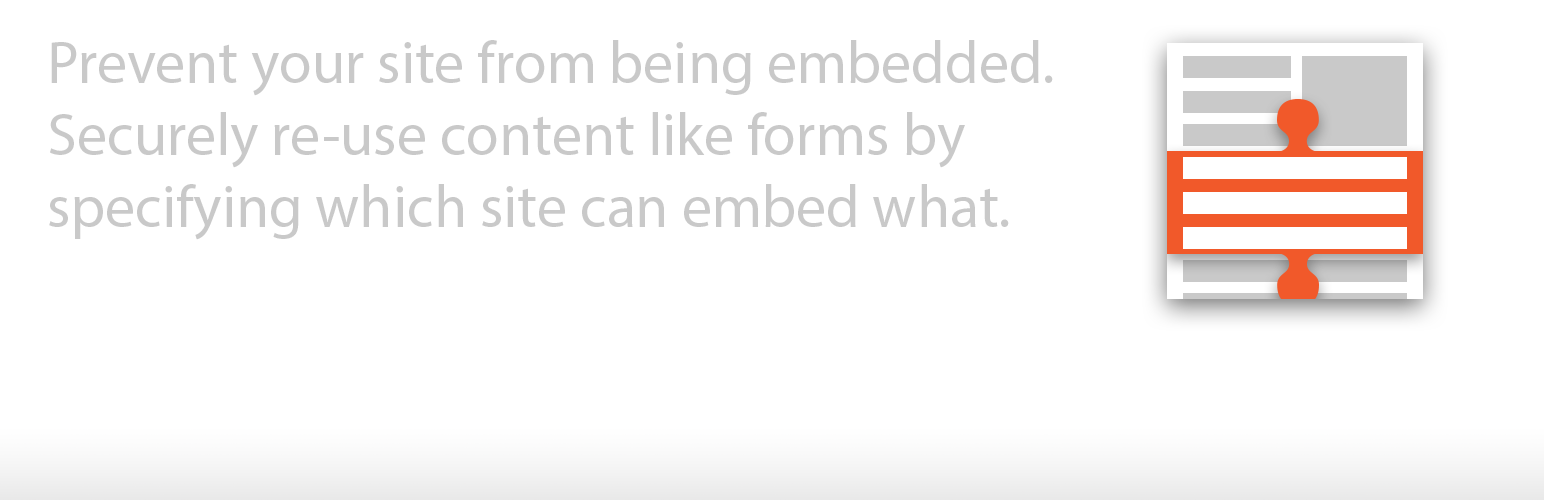 Prevent your site from being embedded.
Securely re-use content like forms by
specifying which site can embed what.